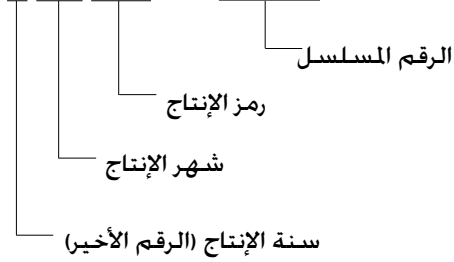 الرقم المسلسل
رمز الإنتاج
شهر الإنتاج
سنة الإنتاج (الرقم الأخير)